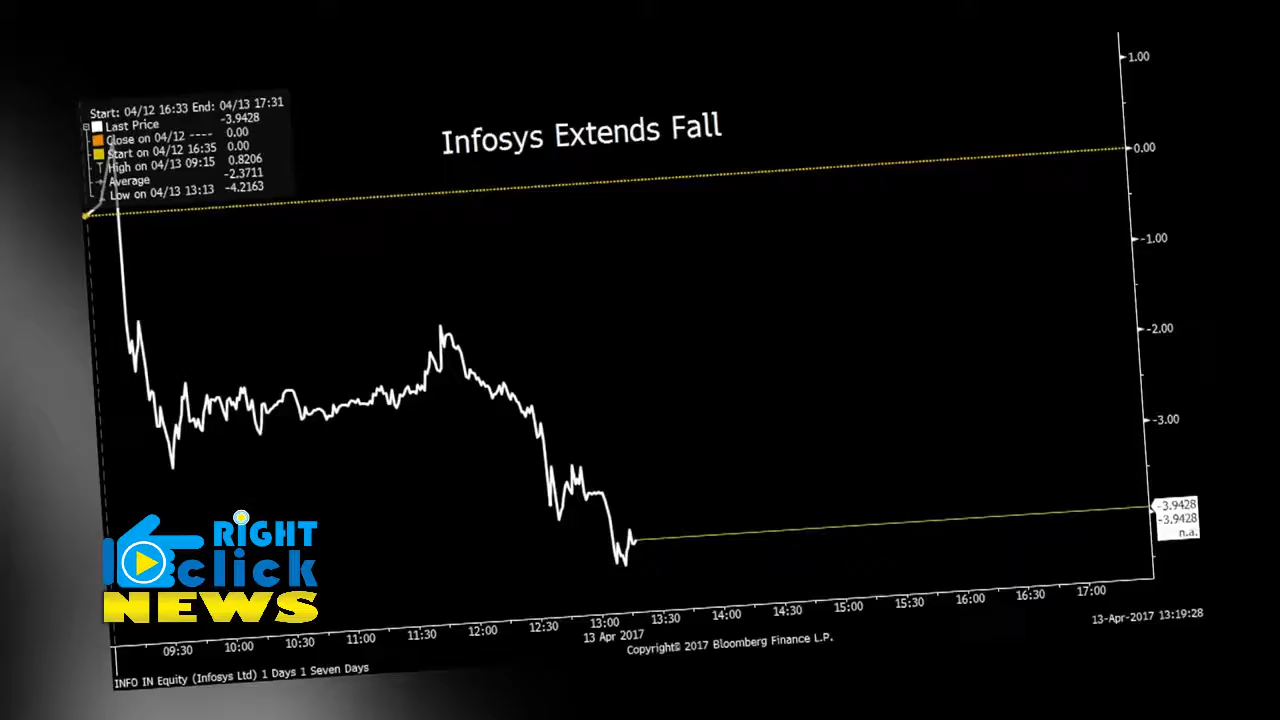 Infosys Extends Fall
Start: 04/12 16:33 End: 04/13 17:31
Last Price -3.9428
Close on 04/12 ---- 0.00
Start on 04/12 16:35 0.00
High on 04/13 09:15 0.8206
Average -2.3711
Low on 04/13 13:13 -4.2163
1.00
0.00
-1.00
-2.00
-3.00
-3.9428
-3.9428
n.a.
RIGHT
click
NEWS
09:30 10:00 10:30 11:00 11:30 12:00 12:30 13:00 13:30 14:00 14:30 15:00 15:30 16:00 16:30 17:00
13 Apr 2017
INFO IN Equity (Infosys Ltd) 1 Days 1 Seven Days
Copyright© 2017 Bloomberg Finance L.P.
13-Apr-2017 13:19:28